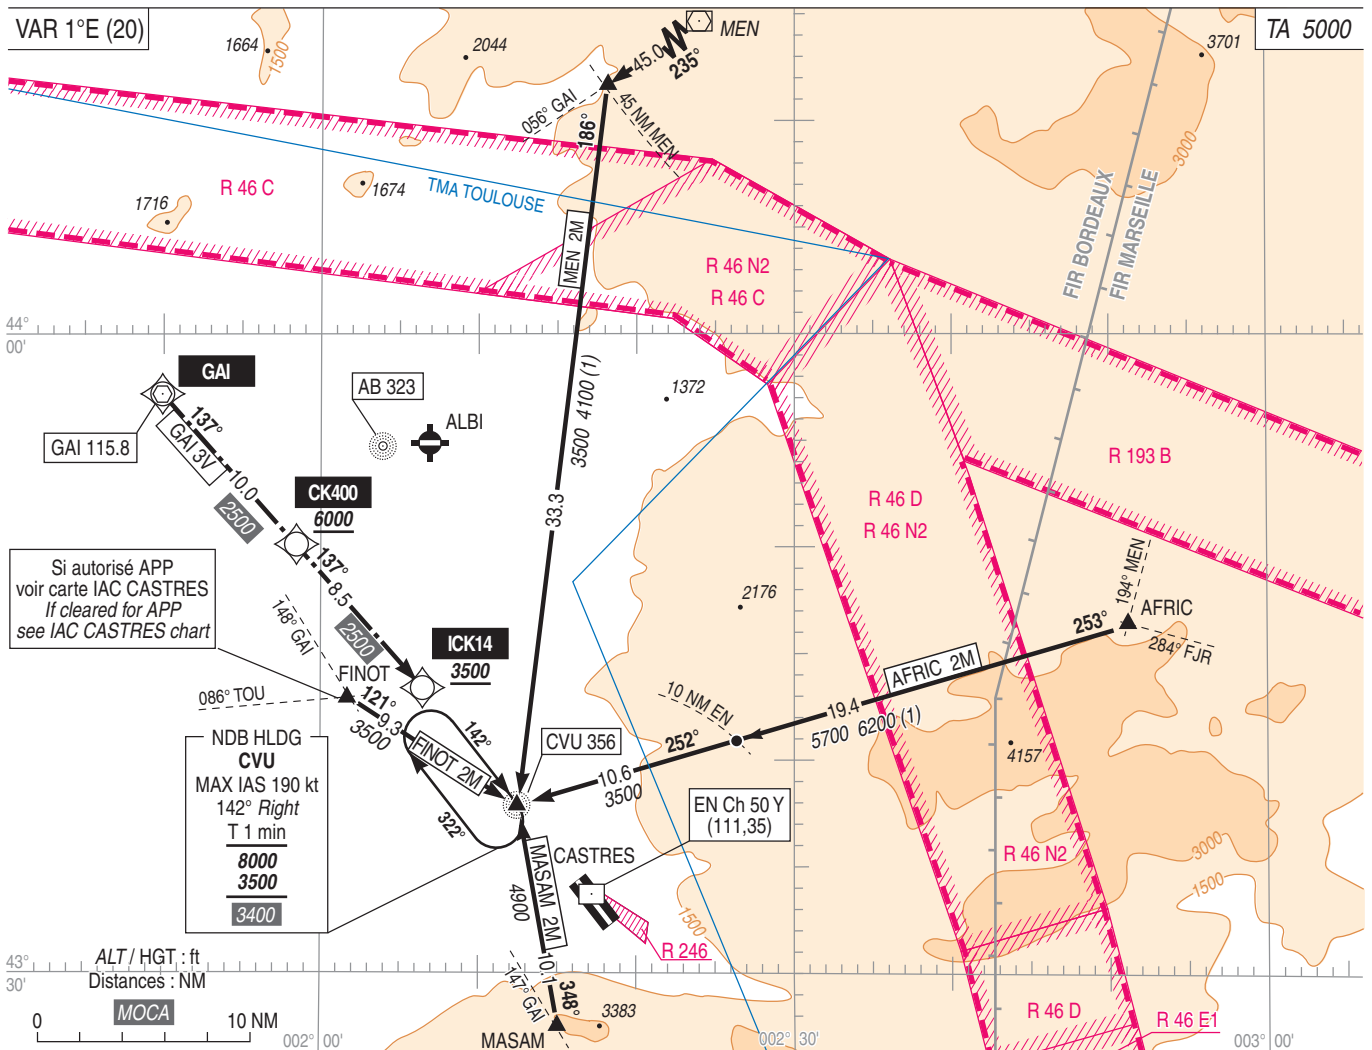 VAR 1°E (20)
TA 5000
1664
1500
2044
MEN
45.0
235°
3701
056° GAI
186°
45 NM MEN
3000
R 46 C
1716
1674
TMA TOULOUSE
MEN 2M
R 46 N2
R 46 C
FIR BORDEAUX
FIR MARSEILLE
44°
00'
GAI
137°
GAI 3V
GAI 115.8
AB 323
ALBI
3500 4100 (1)
1372
R 193 B
10.0
2500
CK400
6000
33.3
R 46 D
R 46 N2
Si autorisé APP
voir carte IAC CASTRES
If cleared for APP
see IAC CASTRES chart
137°
8.5
2500
148° GAI
ICK14
3500
2176
194° MEN
AFRIC
253°
284° FJR
FINOT
086° TOU
121°
9.3
3500
FINOT 2M
142°
322°
AFRIC 2M
10 NM EN
19.4
5700 6200 (1)
252°
10.6
3500
CVU 356
4157
NDB HLDG
CVU
MAX IAS 190 kt
142° Right
T 1 min
8000
3500
3400
EN Ch 50 Y
(111,35)
CASTRES
MASAM 2M
4900
R 46 N2
3000
1500
1500
R 246
10.1
348°
147° GAI
3383
MASAM
ALT / HGT : ft
Distances : NM
MOCA
0
10 NM
43°
30'
R 46 D
R 46 E1
002° 00'
002° 30'
003° 00'